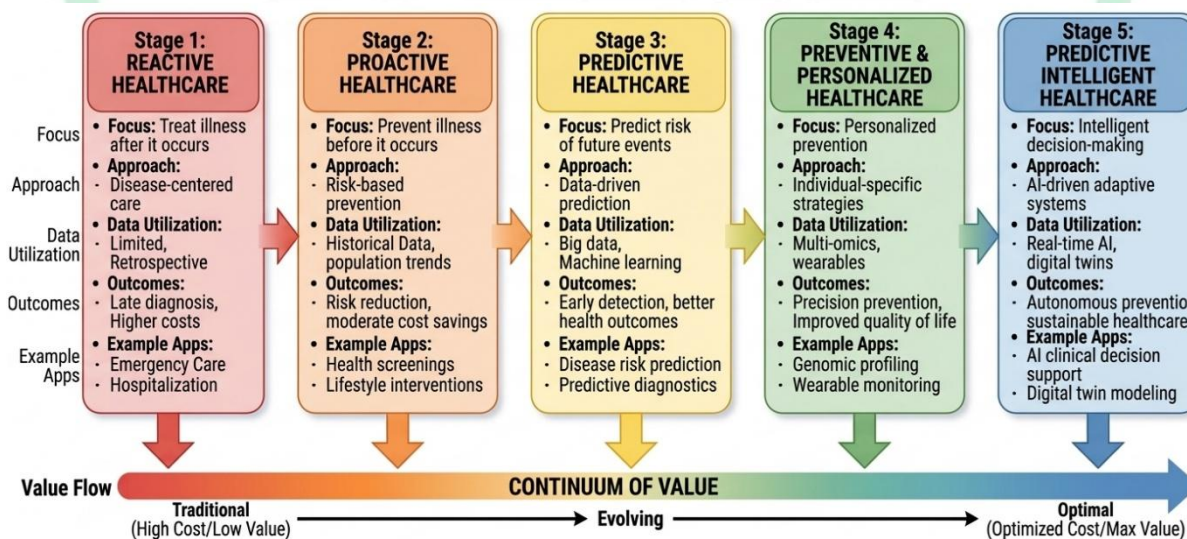 Stage 1:
REACTIVE
HEALTHCARE
Focus
• Focus: Treat illness
after it occurs
Approach
• Approach:
· Disease-centered
care
Data
Utilization
• Data Utilization:
· Limited,
Retrospective
Outcomes
• Outcomes:
· Late diagnosis,
Higher costs
Example
Apps
• Example Apps:
· Emergency Care
· Hospitalization
Stage 2:
PROACTIVE
HEALTHCARE
• Focus: Prevent illness
before it occurs
• Approach:
· Risk-based
prevention
• Data Utilization:
· Historical Data,
population trends
• Outcomes:
· Risk reduction,
moderate cost savings
• Example Apps:
· Health screenings
· Lifestyle interventions
Stage 3:
PREDICTIVE
HEALTHCARE
• Focus: Predict risk
of future events
• Approach:
· Data-driven
prediction
• Data Utilization:
· Big data,
Machine learning
• Outcomes:
· Early detection, better
health outcomes
• Example Apps:
· Disease risk prediction
· Predictive diagnostics
Stage 4:
PREVENTIVE &
PERSONALIZED
HEALTHCARE
• Focus: Personalized
prevention
• Approach:
· Individual-specific
strategies
• Data Utilization:
· Multi-omics,
wearables
• Outcomes:
· Precision prevention,
Improved quality of life
• Example Apps:
· Genomic profiling
· Wearable monitoring
Stage 5:
PREDICTIVE
INTELLIGENT
HEALTHCARE
• Focus: Intelligent
decision-making
• Approach:
· AI-driven adaptive
systems
• Data Utilization:
· Real-time AI,
digital twins
• Outcomes:
· Autonomous preventio
sustainable healthcare
• Example Apps:
· AI clinical decision
support
· Digital twin modeling
Value Flow
CONTINUUM OF VALUE
Traditional
(High Cost/Low Value)
Evolving
Optimal
(Optimized Cost/Max Value)